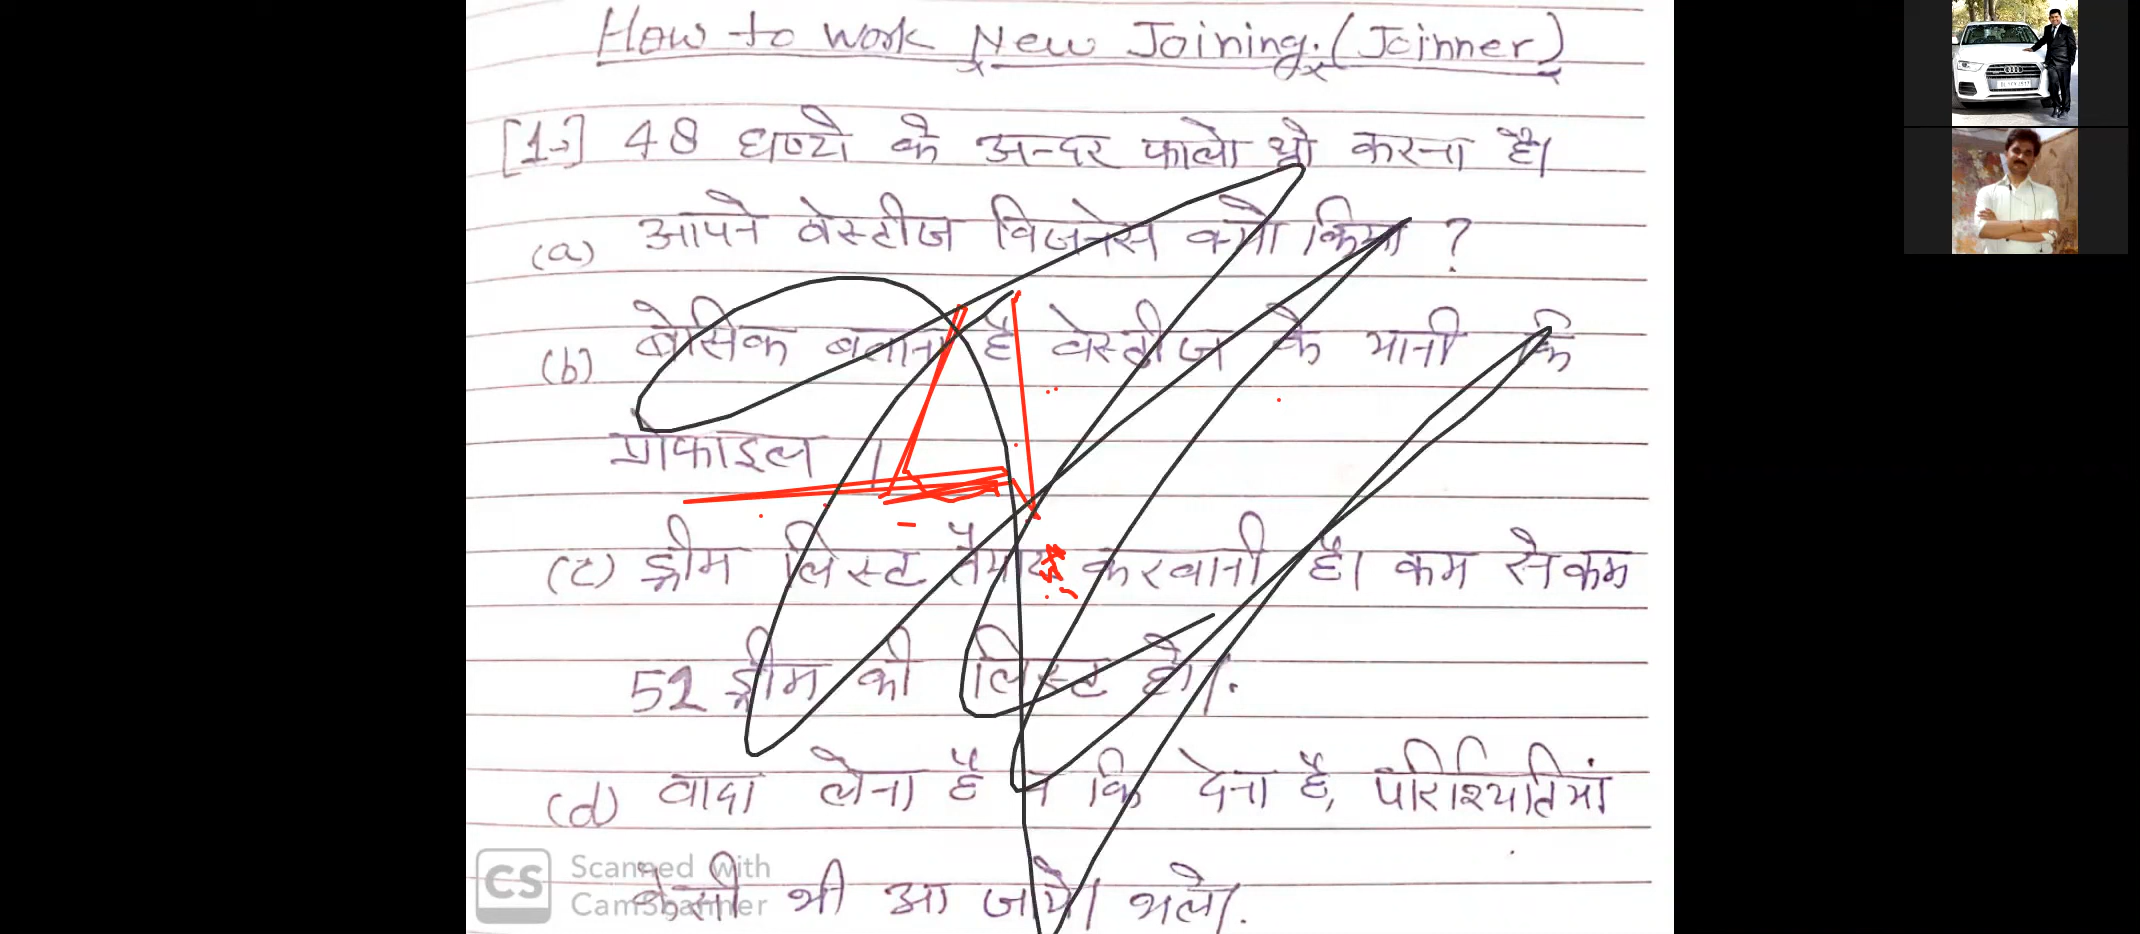 How to work New Joining. (Joinner)
[1→] 48 घण्टे के अन्दर फालो थ्रो करना है।
(a) आपने वेस्टीज विजनेस क्यो किया ?
(b) बेसिक बताना है वेस्टीज के यानी कि
प्रोफाइल ।
(c) ड्रीम लिस्ट तैयार करवानी है। कम से कम
52 ड्रीम की लिस्ट हो।.
(d) वादा लेना है न कि देना है, परिश्थितियां
कैसी भी आ जाये। भले।.
CS Scanned with
CamScanner